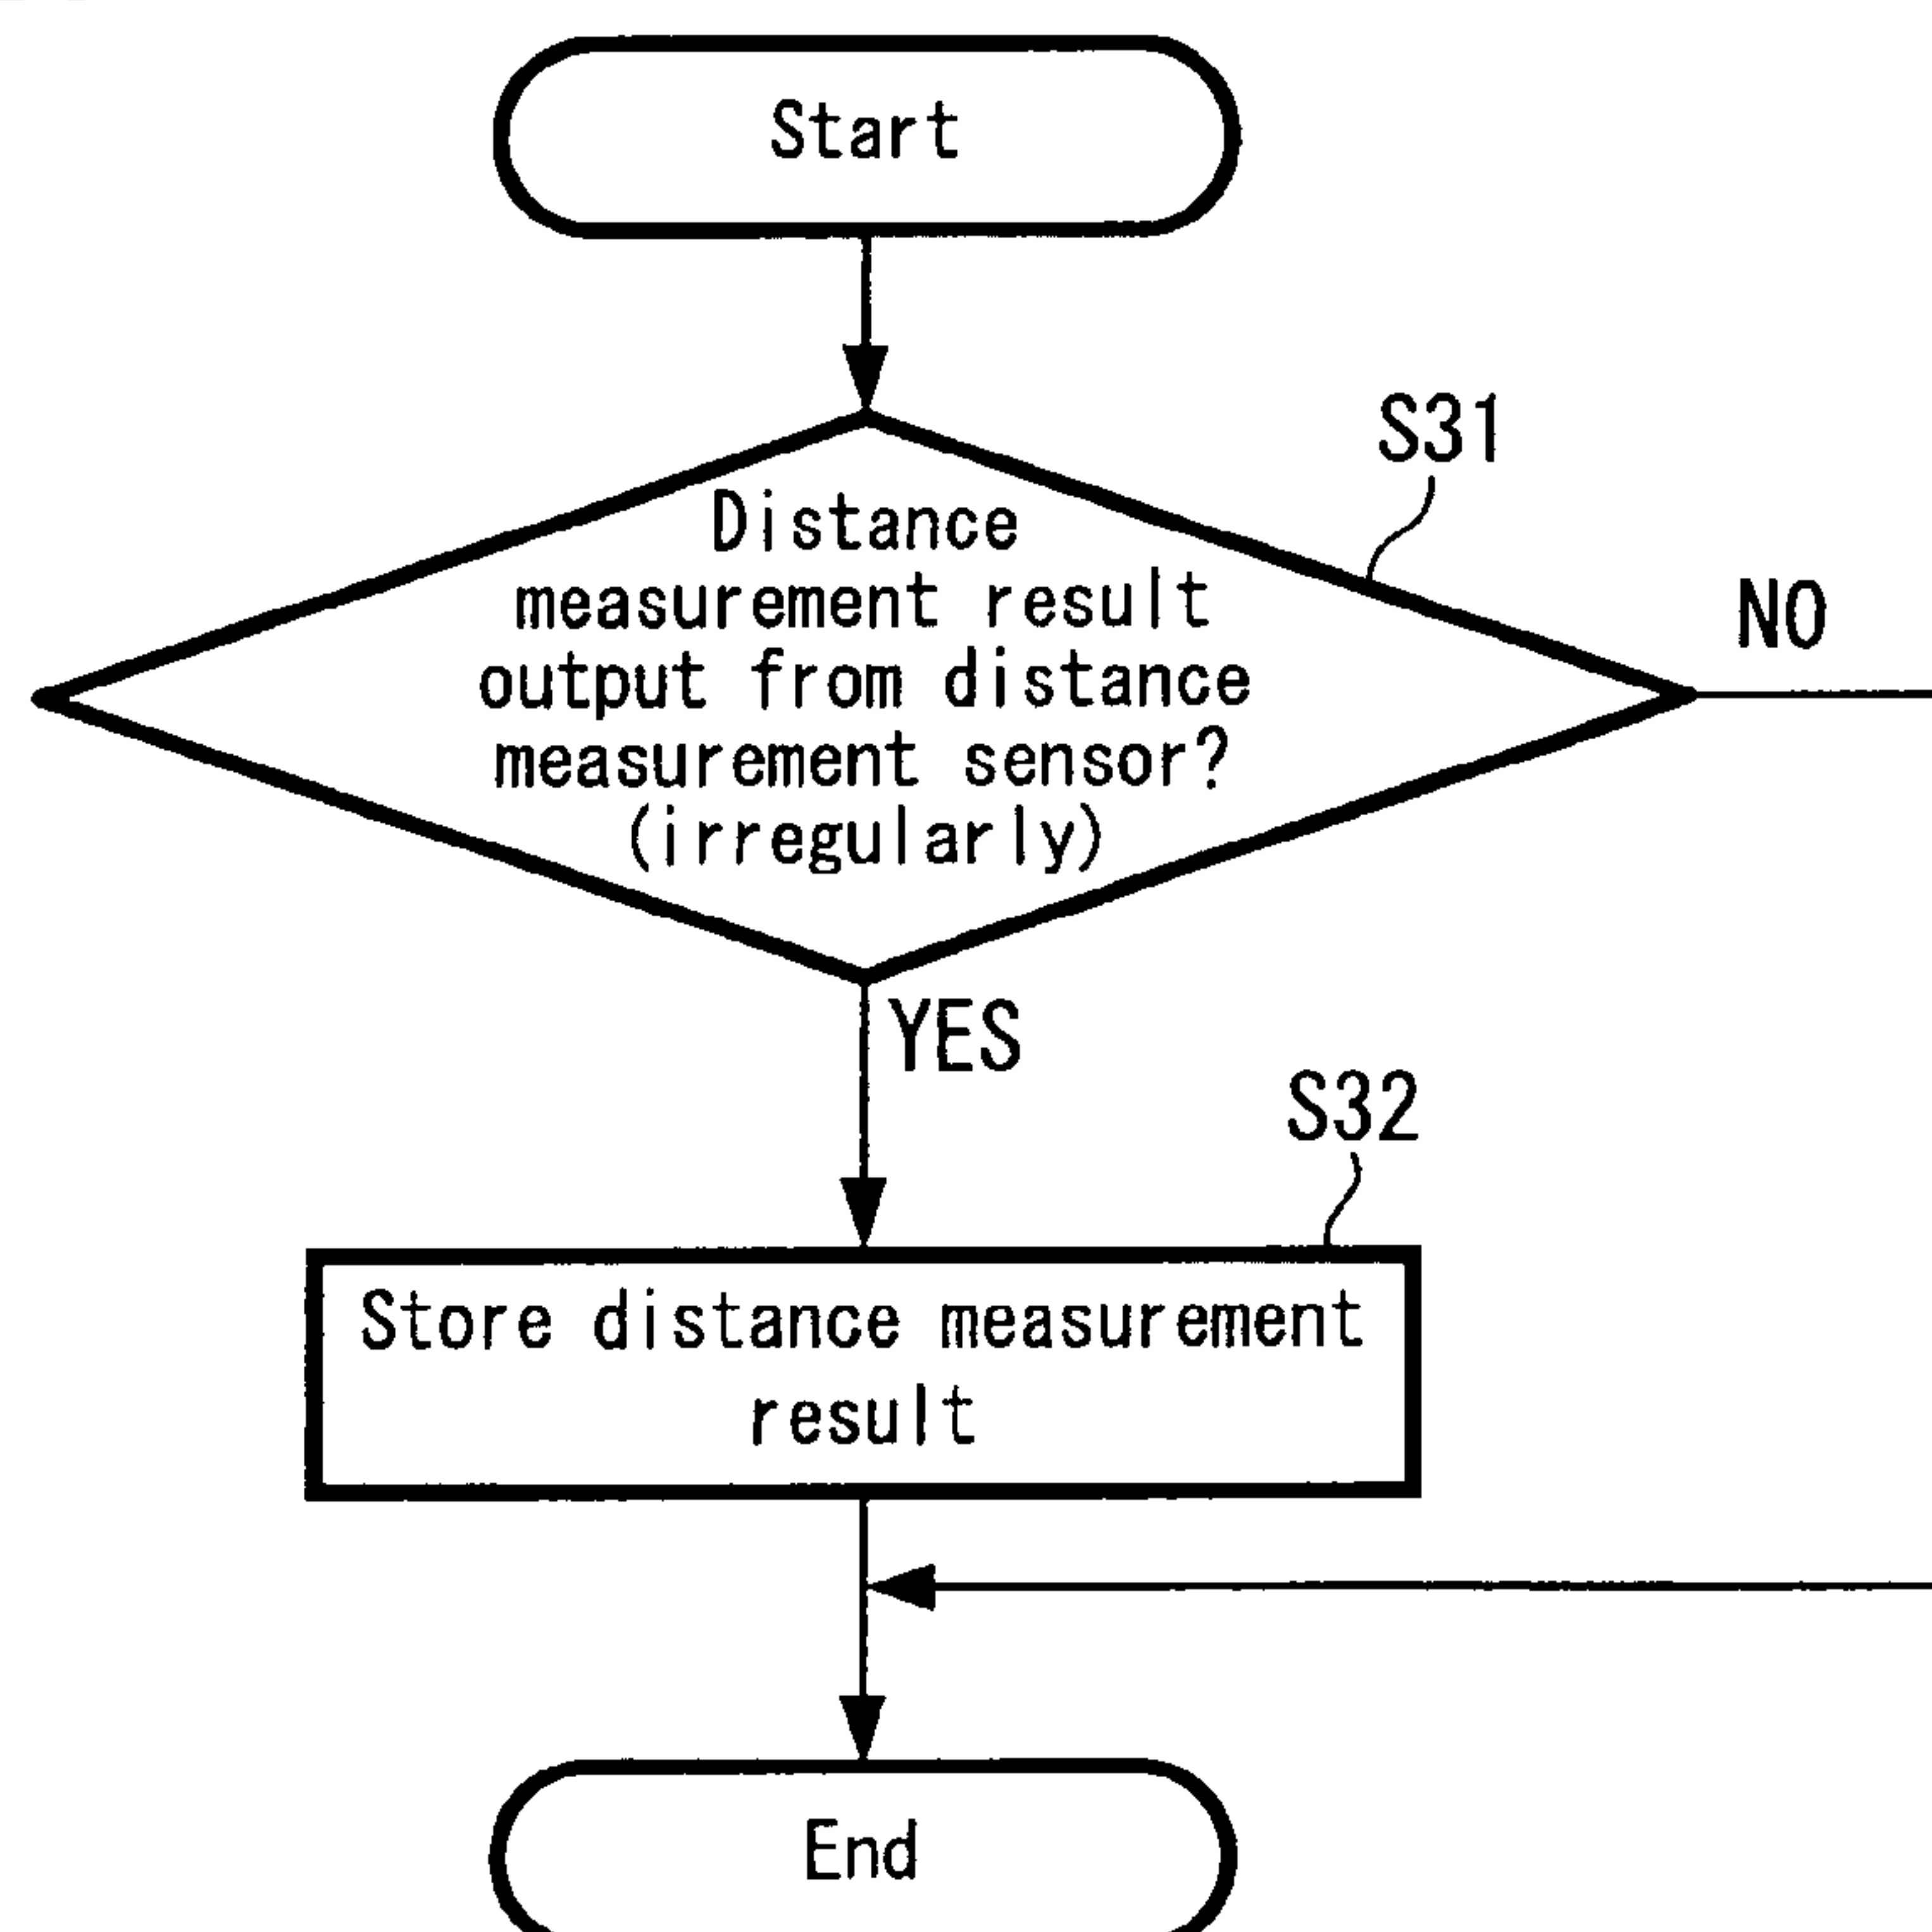 Start
S31
Distance
measurement result
output from distance
measurement sensor?
(irregularly)
NO
YES
S32
Store distance measurement
result
End